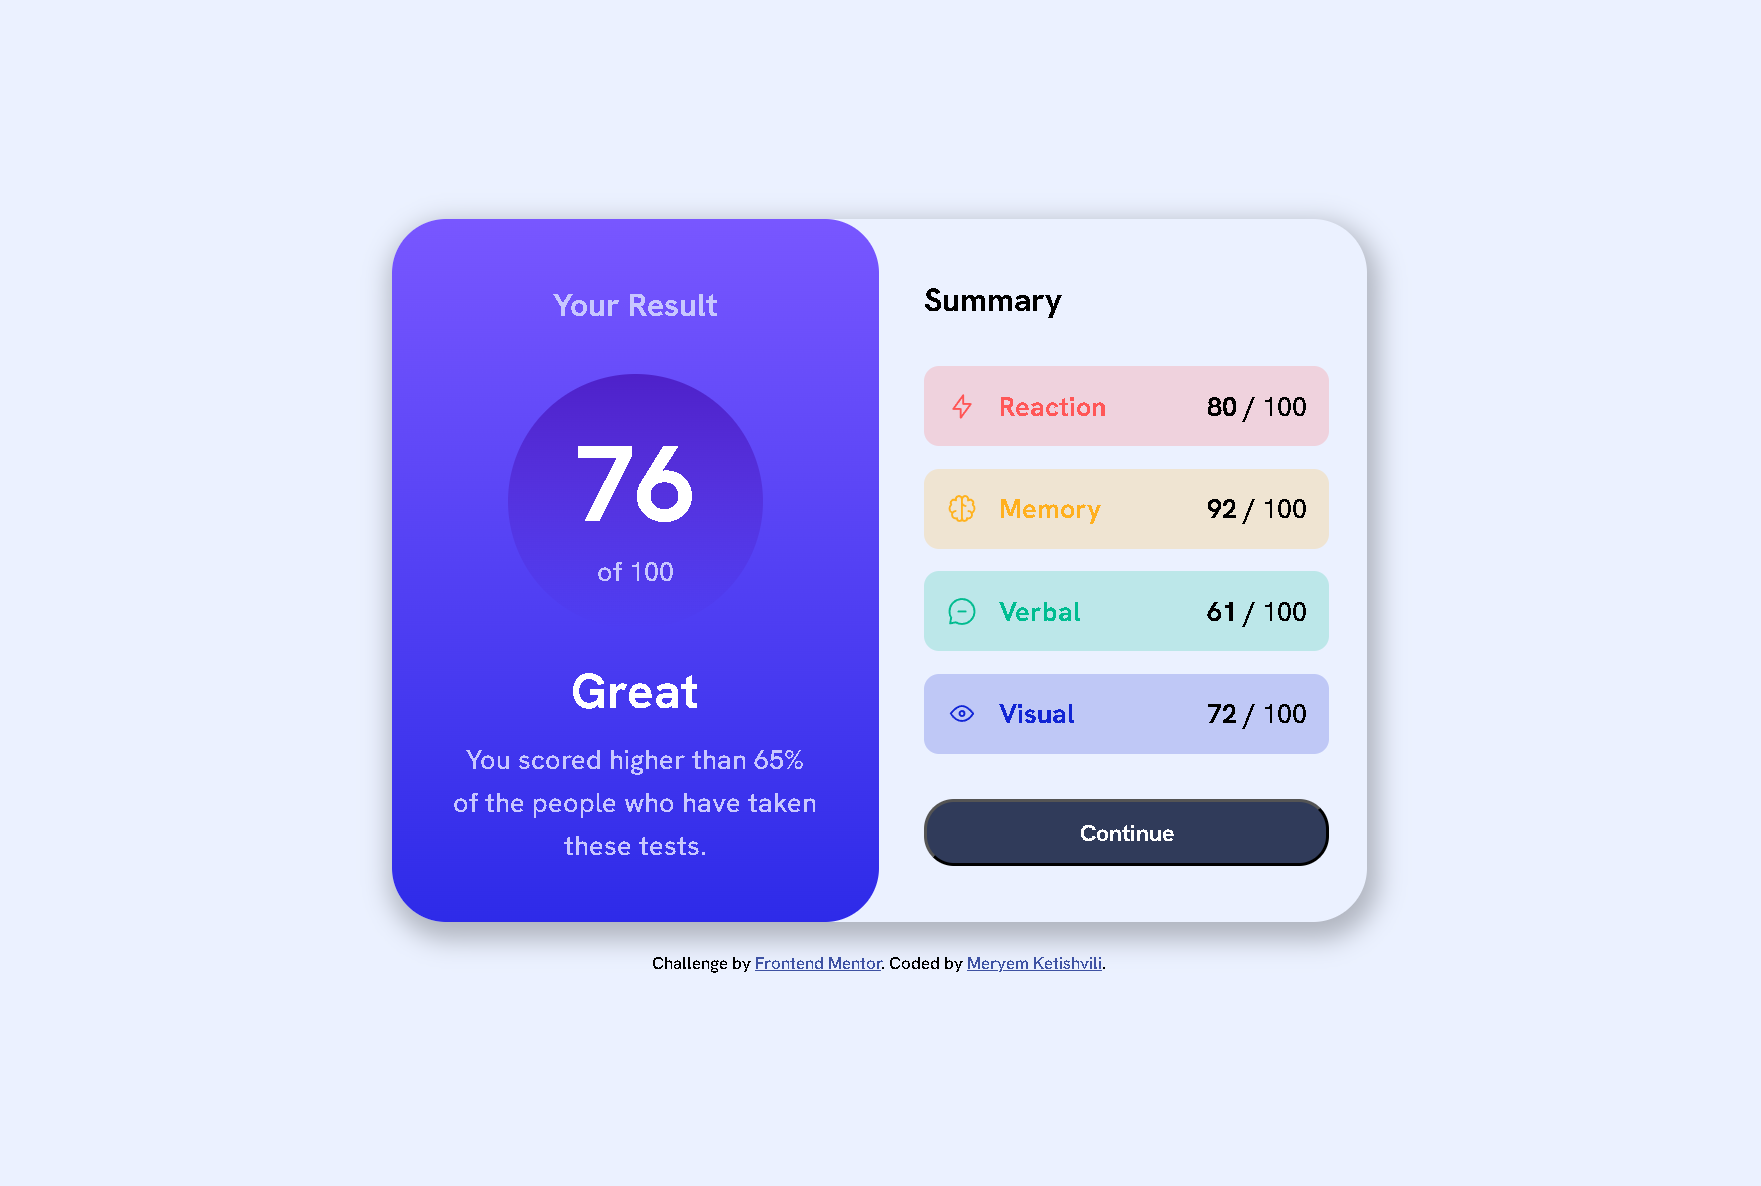 Your Result
76
of 100
Great
You scored higher than 65%
of the people who have taken
these tests.
Summary
Reaction 80 / 100
Memory 92 / 100
Verbal 61 / 100
Visual 72 / 100
Continue
Challenge by Frontend Mentor. Coded by Meryem Ketishvili.